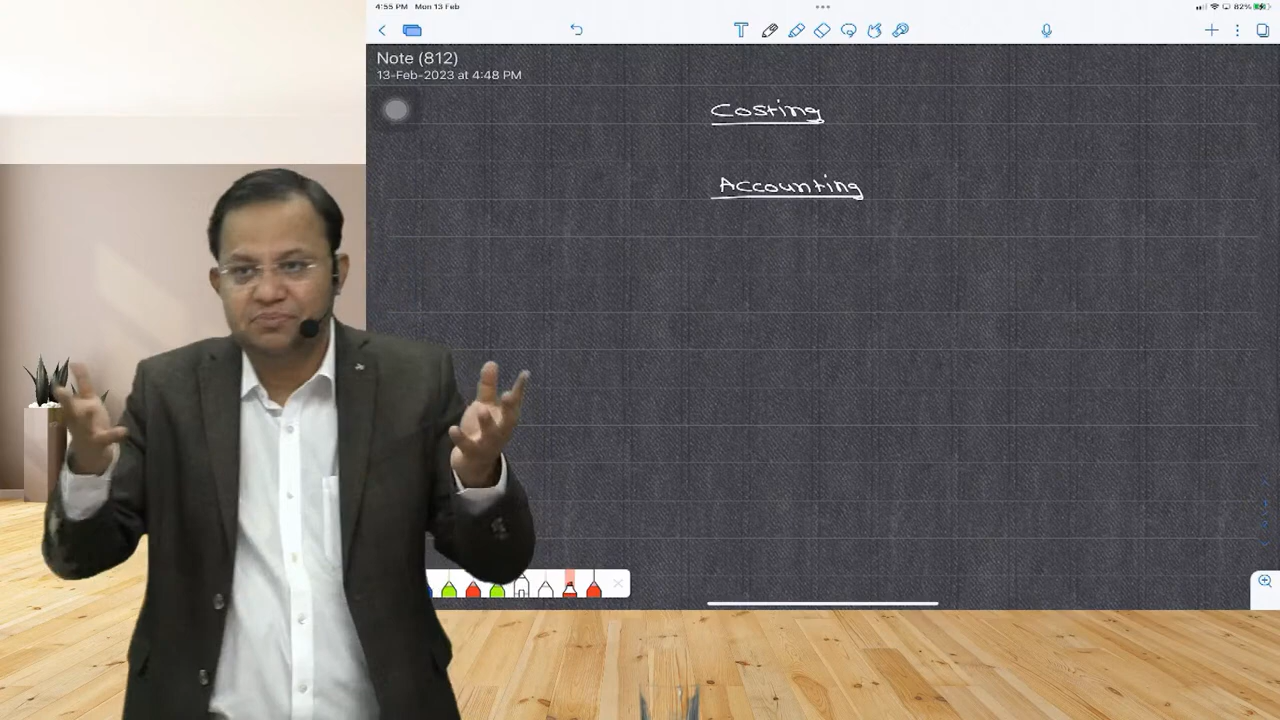 4:55 PM Mon 13 Feb
82%
Note (812)
13-Feb-2023 at 4:48 PM
Costing
Accounting